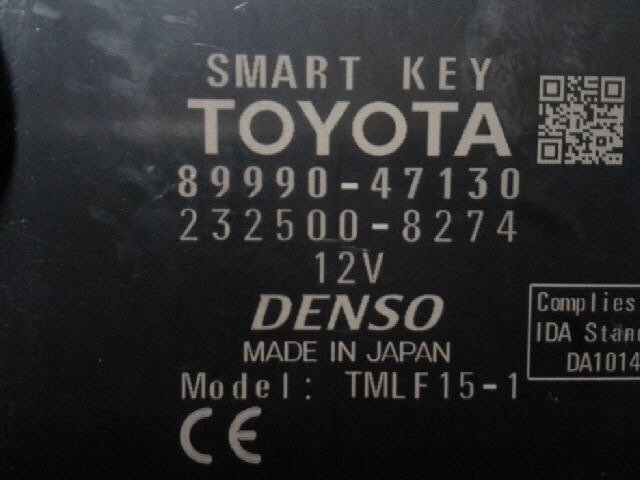 SMART KEY
TOYOTA
89990-47130
232500-8274
12V
DENSO
MADE IN JAPAN
Model: TMLF15-1
CE
Complies
IDA Stan
DA1014